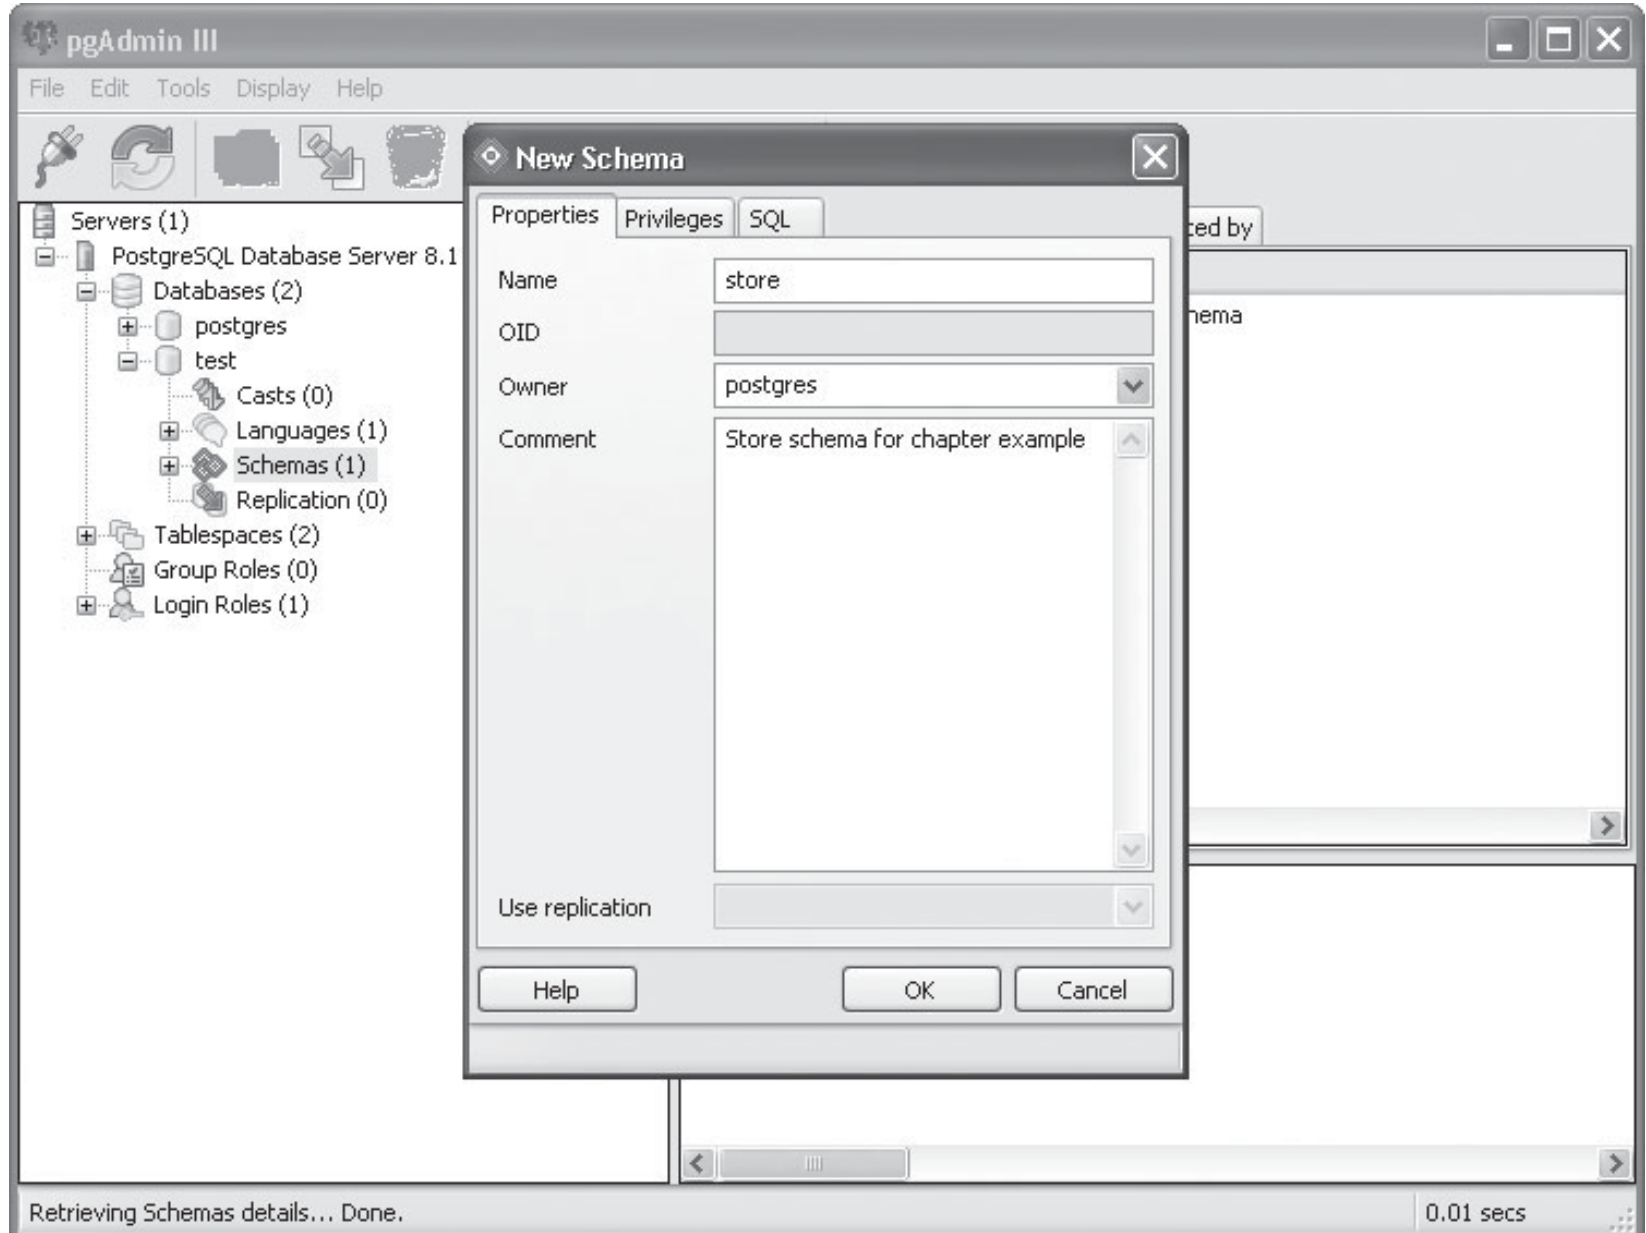 pgAdmin III
File Edit Tools Display Help
New Schema
Properties Privileges SQL
Servers (1)
PostgreSQL Database Server 8.1
Databases (2)
postgres
test
Casts (0)
Languages (1)
Schemas (1)
Replication (0)
Tablespaces (2)
Group Roles (0)
Login Roles (1)
Name store
OID
Owner postgres
Comment Store schema for chapter example
Use replication
Help OK Cancel
ted by
hema
Retrieving Schemas details... Done. 0.01 secs